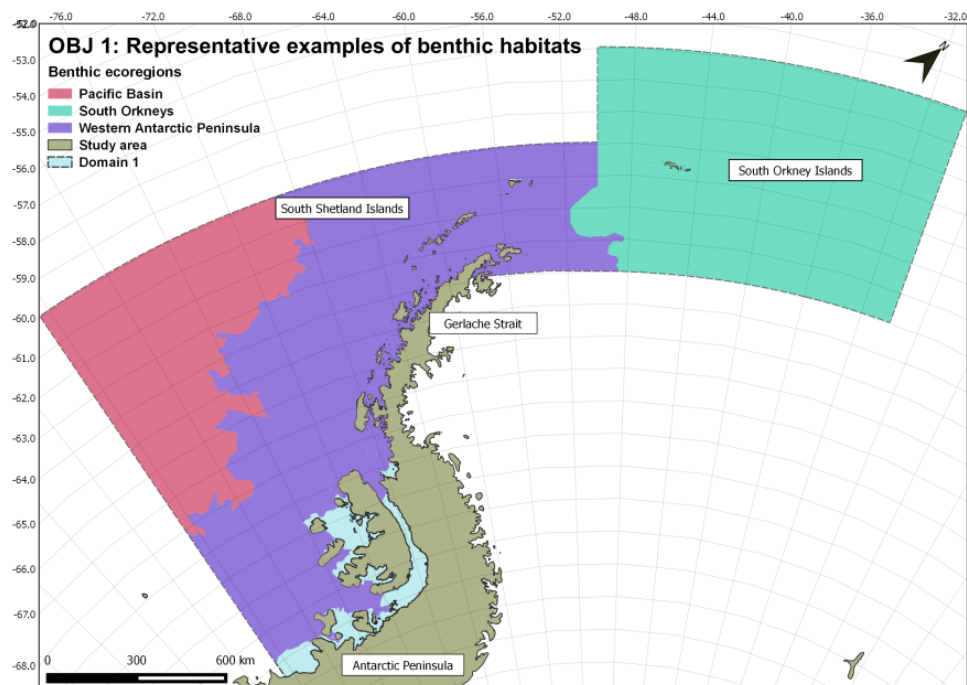 -52.0 -76.0 -72.0 -68.0 -64.0 -60.0 -56.0 -52.0 -48.0 -44.0 -40.0 -36.0 -32.0
N
OBJ 1: Representative examples of benthic habitats
Benthic ecoregions
Pacific Basin
South Orkneys
Western Antarctic Peninsula
Study area
Domain 1
South Orkney Islands
South Shetland Islands
Gerlache Strait
Antarctic Peninsula
-53.0
-54.0
-55.0
-56.0
-57.0
-58.0
-59.0
-60.0
-61.0
-62.0
-63.0
-64.0
-65.0
-66.0
-67.0
-68.0
0 300 600 km